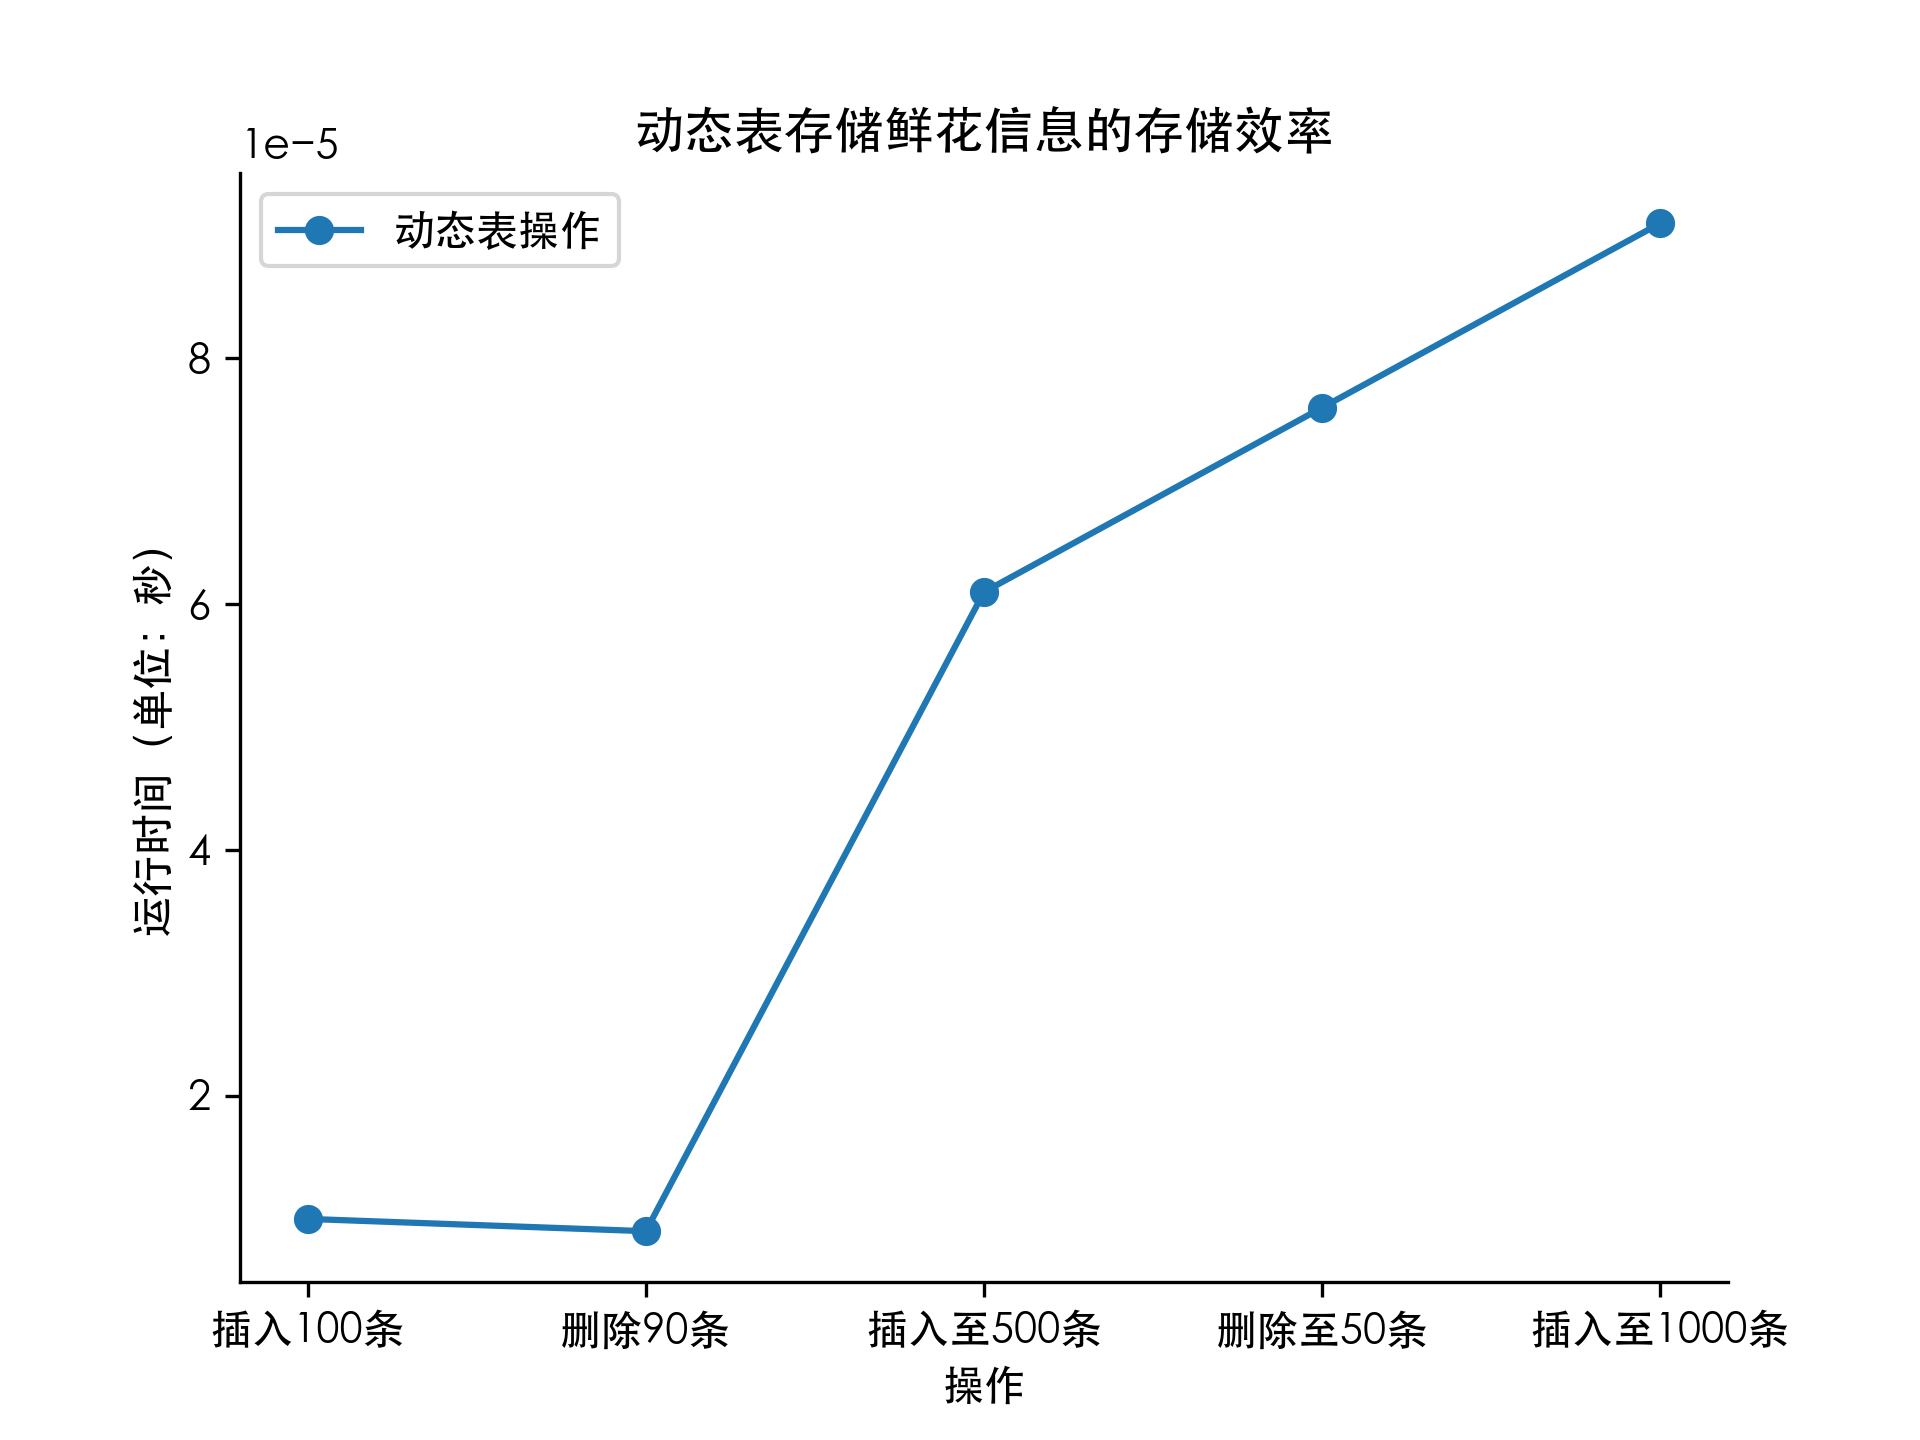 动态表存储鲜花信息的存储效率
1e−5
动态表操作
8
6
4
2
运行时间（单位：秒）
插入100条
删除90条
插入至500条
删除至50条
插入至1000条
操作